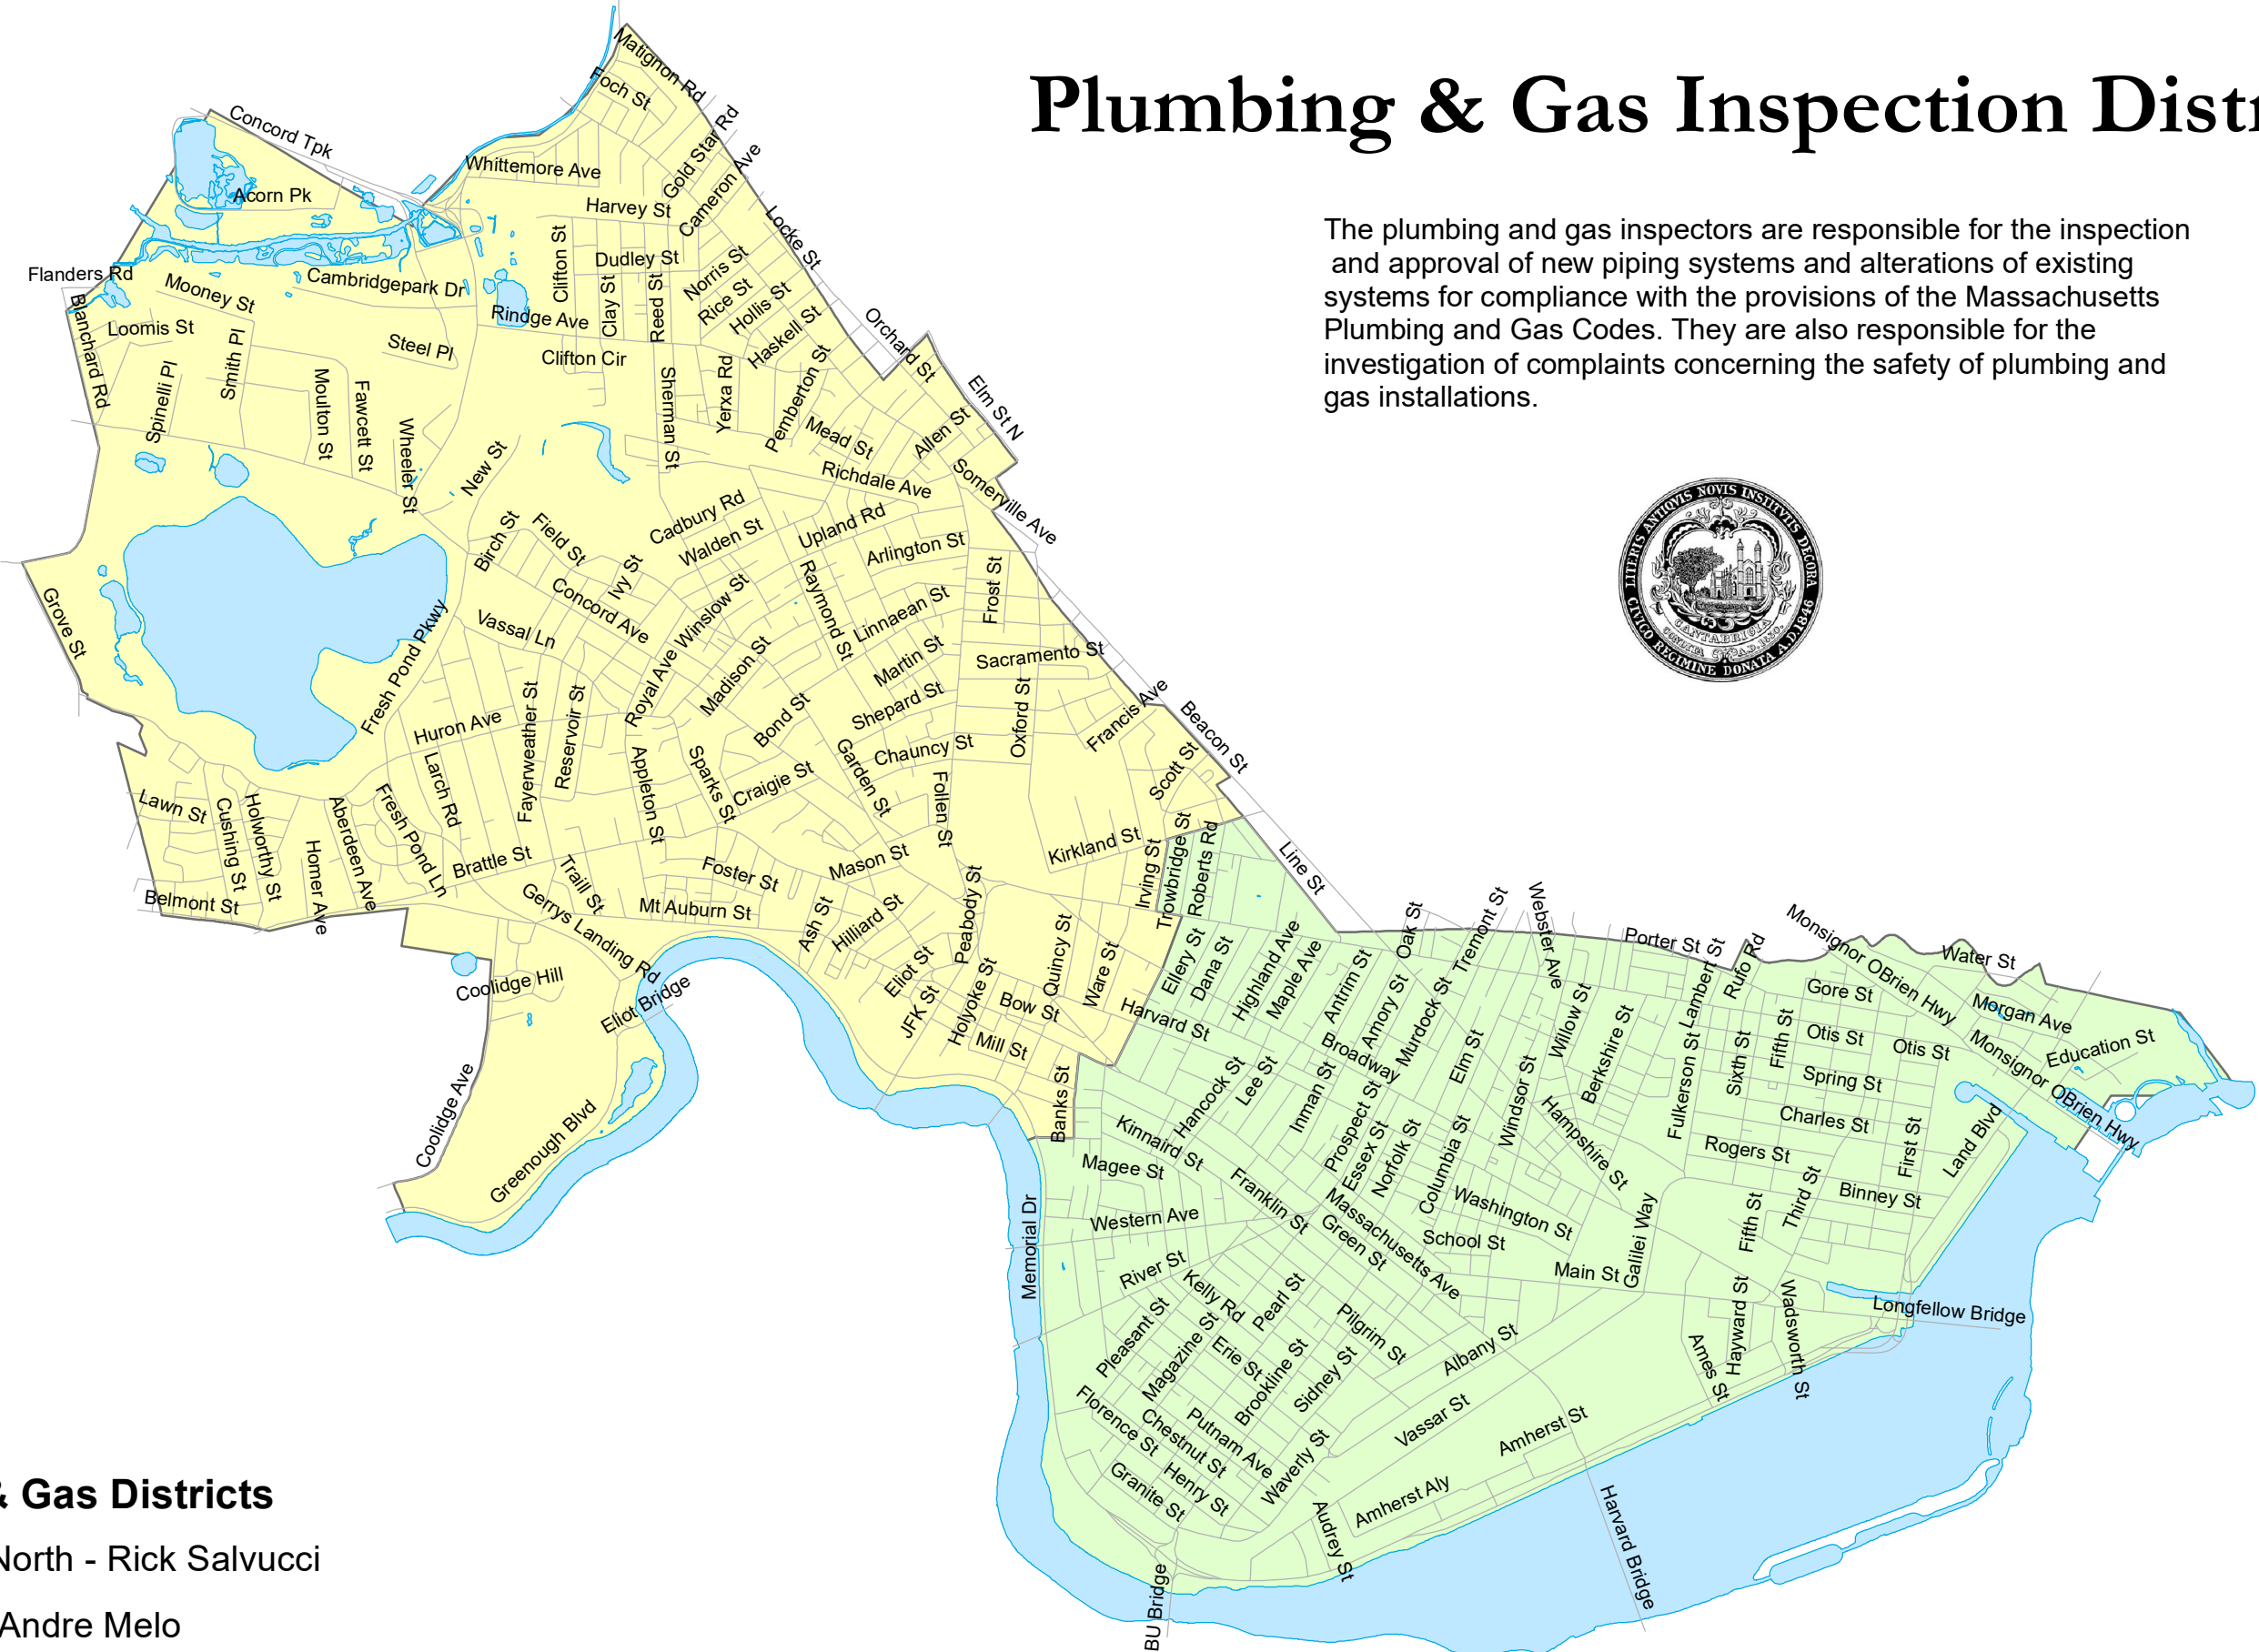 Plumbing & Gas Inspection Distr
The plumbing and gas inspectors are responsible for the inspection
and approval of new piping systems and alterations of existing
systems for compliance with the provisions of the Massachusetts
Plumbing and Gas Codes. They are also responsible for the
investigation of complaints concerning the safety of plumbing and
gas installations.
LITERIS ANTIQVIS NOVIS INSTITVTIS DECORA
CIVICO REGIMINE DONATA A.D. 1846
CANTABRIGIA
CONDITA A.D. 1630.
Matignon Rd
Foch St
Concord Tpk
Gold Star Rd
Whittemore Ave
Cameron Ave
Acorn Pk
Harvey St
Locke St
Clifton St
Dudley St
Flanders Rd
Mooney St
Cambridgepark Dr
Clay St
Reed St
Norris St
Rice St
Hollis St
Rindge Ave
Blanchard Rd
Loomis St
Smith Pl
Steel Pl
Clifton Cir
Haskell St
Orchard St
Spinelli Pl
Moulton St
Fawcett St
Wheeler St
Sherman St
Yerxa Rd
Pemberton St
Mead St
Allen St
Elm St N
New St
Richdale Ave
Somerville Ave
Cadbury Rd
Walden St
Upland Rd
Arlington St
Birch St
Field St
Ivy St
Concord Ave
Winslow St
Raymond St
Linnaean St
Frost St
Grove St
Fresh Pond Pkwy
Vassal Ln
Royal Ave
Madison St
Martin St
Sacramento St
Huron Ave
Fayerweather St
Reservoir St
Bond St
Shepard St
Oxford St
Francis Ave
Beacon St
Larch Rd
Appleton St
Sparks St
Craigie St
Garden St
Chauncy St
Scott St
Lawn St
Cushing St
Holworthy St
Aberdeen Ave
Fresh Pond Ln
Follen St
Homer Ave
Brattle St
Traill St
Foster St
Mason St
Kirkland St
Irving St
Trowbridge St
Roberts Rd
Line St
Belmont St
Gerrys Landing Rd
Mt Auburn St
Ash St
Hilliard St
Peabody St
Quincy St
Ware St
Coolidge Hill
Eliot Bridge
Eliot St
JFK St
Holyoke St
Bow St
Mill St
Harvard St
Banks St
Coolidge Ave
Greenough Blvd
Ellery St
Dana St
Highland Ave
Maple Ave
Antrim St
Amory St
Oak St
Murdock St
Tremont St
Webster Ave
Porter St
Lambert St
Rufo Rd
Monsignor OBrien Hwy
Water St
Gore St
Morgan Ave
Willow St
Berkshire St
Broadway
Elm St
Fulkerson St
Sixth St
Fifth St
Otis St
Otis St
Monsignor OBrien Hwy
Education St
Hancock St
Lee St
Inman St
Prospect St
Windsor St
Hampshire St
Spring St
Charles St
Kinnaird St
Essex St
Norfolk St
Columbia St
Rogers St
First St
Land Blvd
Magee St
Franklin St
Massachusetts Ave
Washington St
Third St
Binney St
Memorial Dr
Western Ave
Green St
School St
Galilei Way
Fifth St
River St
Kelly Rd
Pearl St
Main St
Hayward St
Wadsworth St
Longfellow Bridge
Pleasant St
Magazine St
Erie St
Brookline St
Pilgrim St
Sidney St
Albany St
Ames St
Florence St
Chestnut St
Putnam Ave
Vassar St
Amherst St
Granite St
Henry St
Waverly St
Amherst Aly
Audrey St
Harvard Bridge
BU Bridge
& Gas Districts
North - Rick Salvucci
Andre Melo